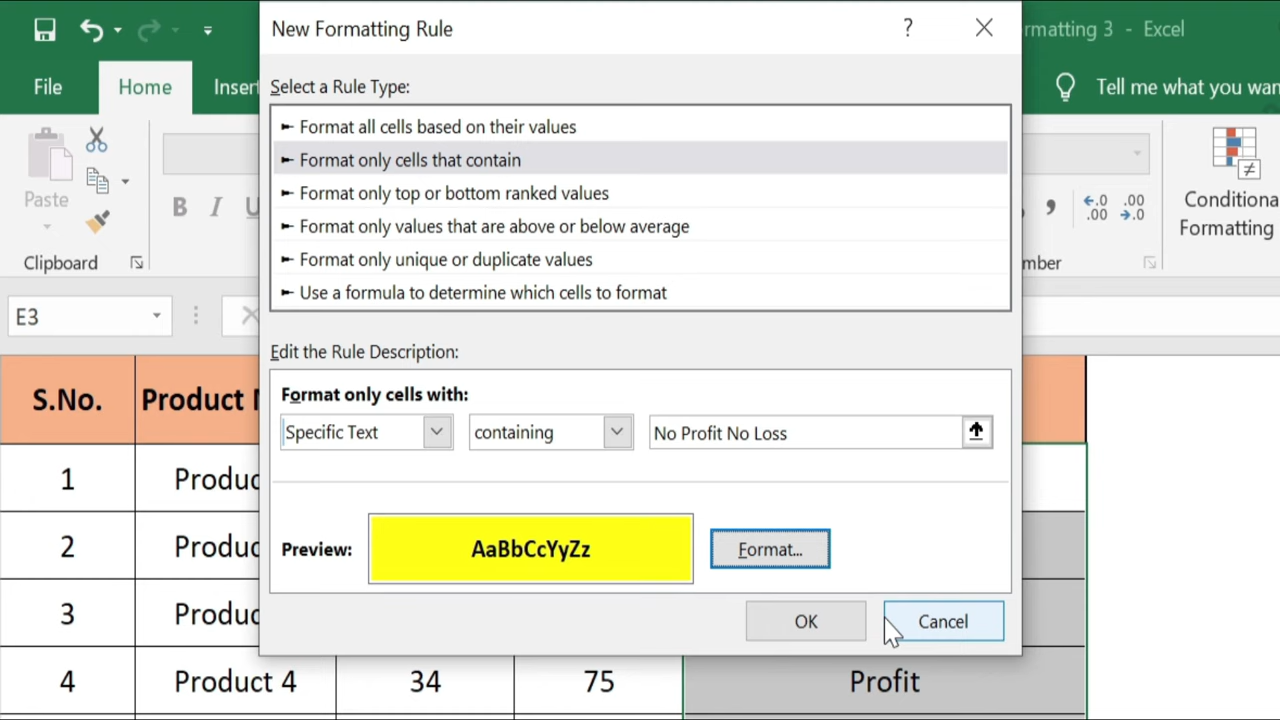 New Formatting Rule
?
rmatting 3 - Excel
File
Home
Insert
Tell me what you wan
Select a Rule Type:
Format all cells based on their values
Format only cells that contain
Format only top or bottom ranked values
Format only values that are above or below average
Format only unique or duplicate values
Use a formula to determine which cells to format
Paste
B I U
Clipboard
, .0 .00
.00 .0
mber
Conditiona
Formatting
E3
Edit the Rule Description:
Format only cells with:
Specific Text
containing
No Profit No Loss
Preview:
AaBbCcYyZz
Format...
OK
Cancel
S.No.
Product
1
Produc
2
Produc
3
Produc
4
Product 4
34
75
Profit